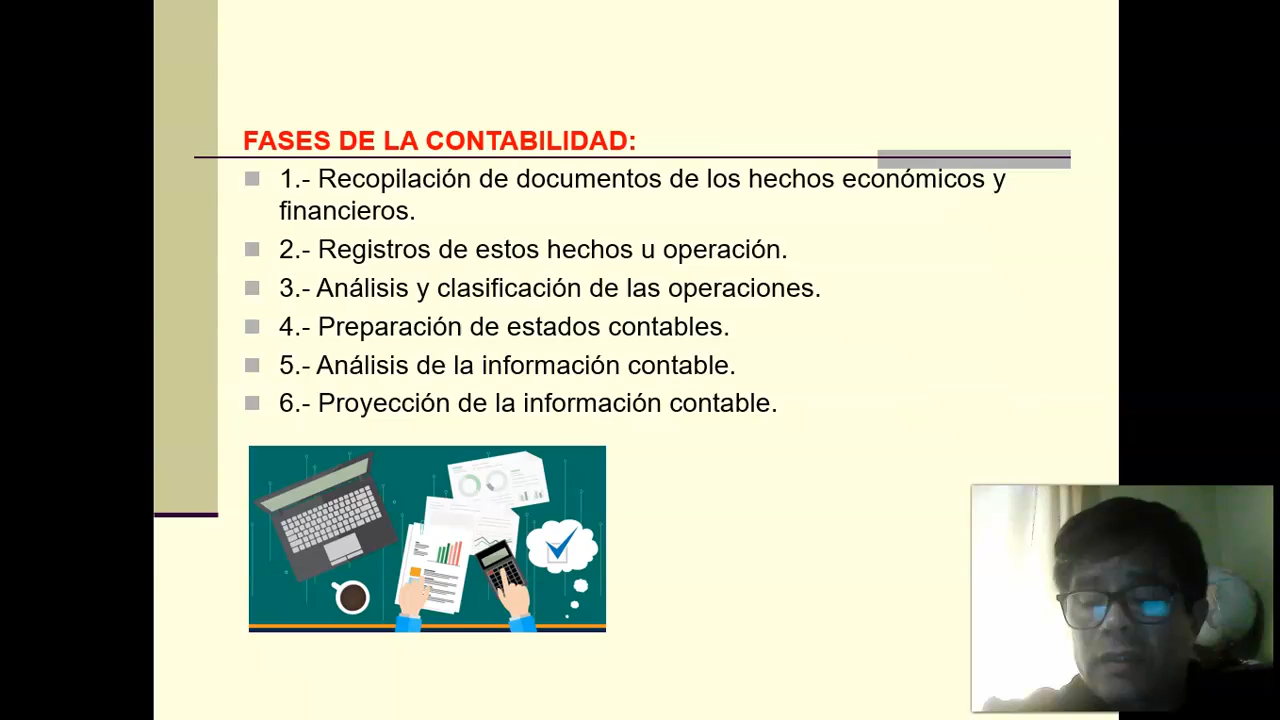 FASES DE LA CONTABILIDAD:
1.- Recopilación de documentos de los hechos económicos y
financieros.
2.- Registros de estos hechos u operación.
3.- Análisis y clasificación de las operaciones.
4.- Preparación de estados contables.
5.- Análisis de la información contable.
6.- Proyección de la información contable.